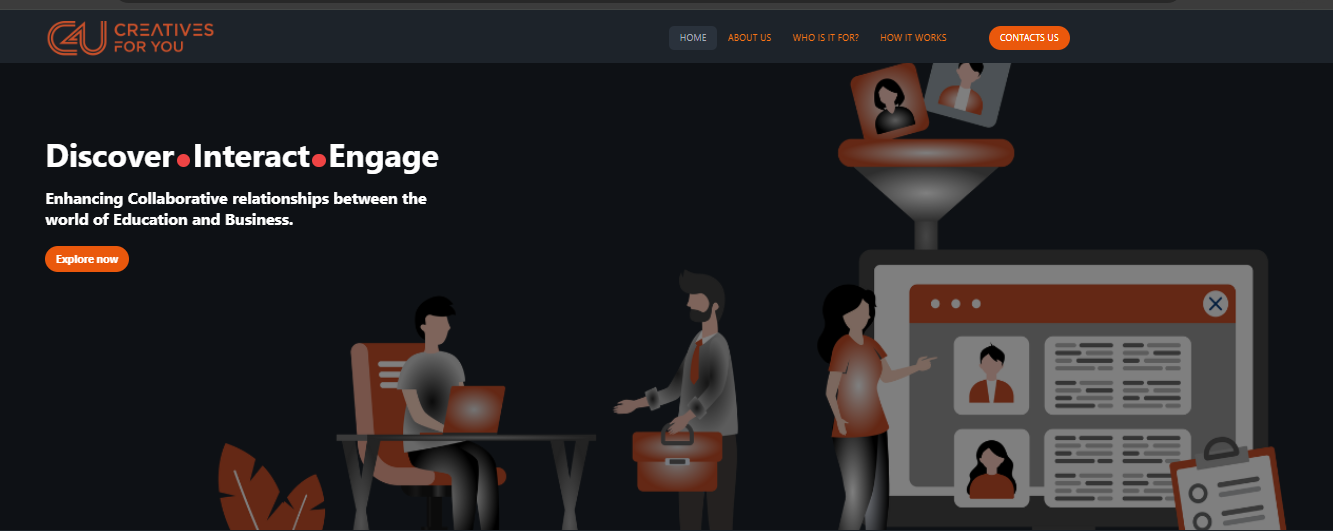 C4U CREATIVES
FOR YOU
HOME ABOUT US WHO IS IT FOR? HOW IT WORKS CONTACTS US
Discover●Interact●Engage
Enhancing Collaborative relationships between the
world of Education and Business.
Explore now